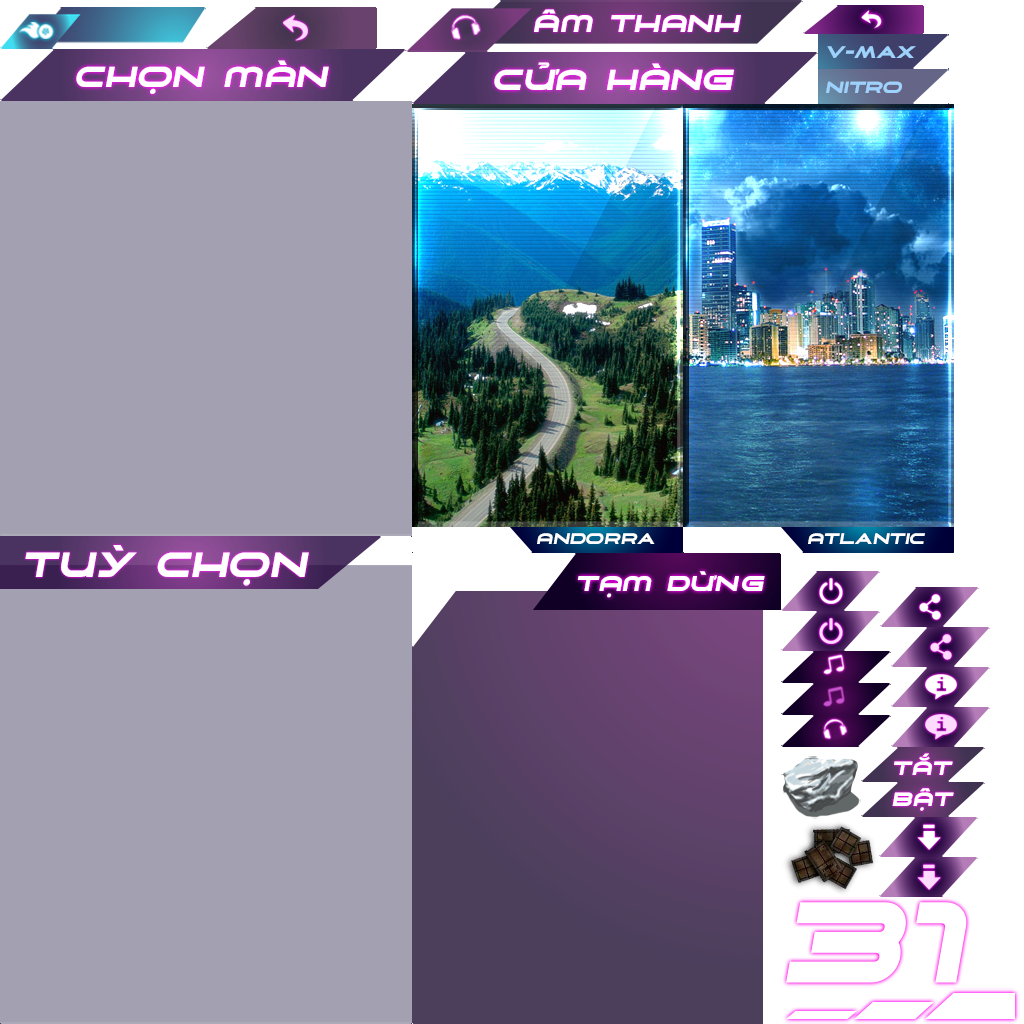 ÂM THANH
V-MAX
CHỌN MÀN
CỬA HÀNG
NITRO
ANDORRA
ATLANTIC
TUỲ CHỌN
TẠM DỪNG
i
i
TẮT
BẬT
31